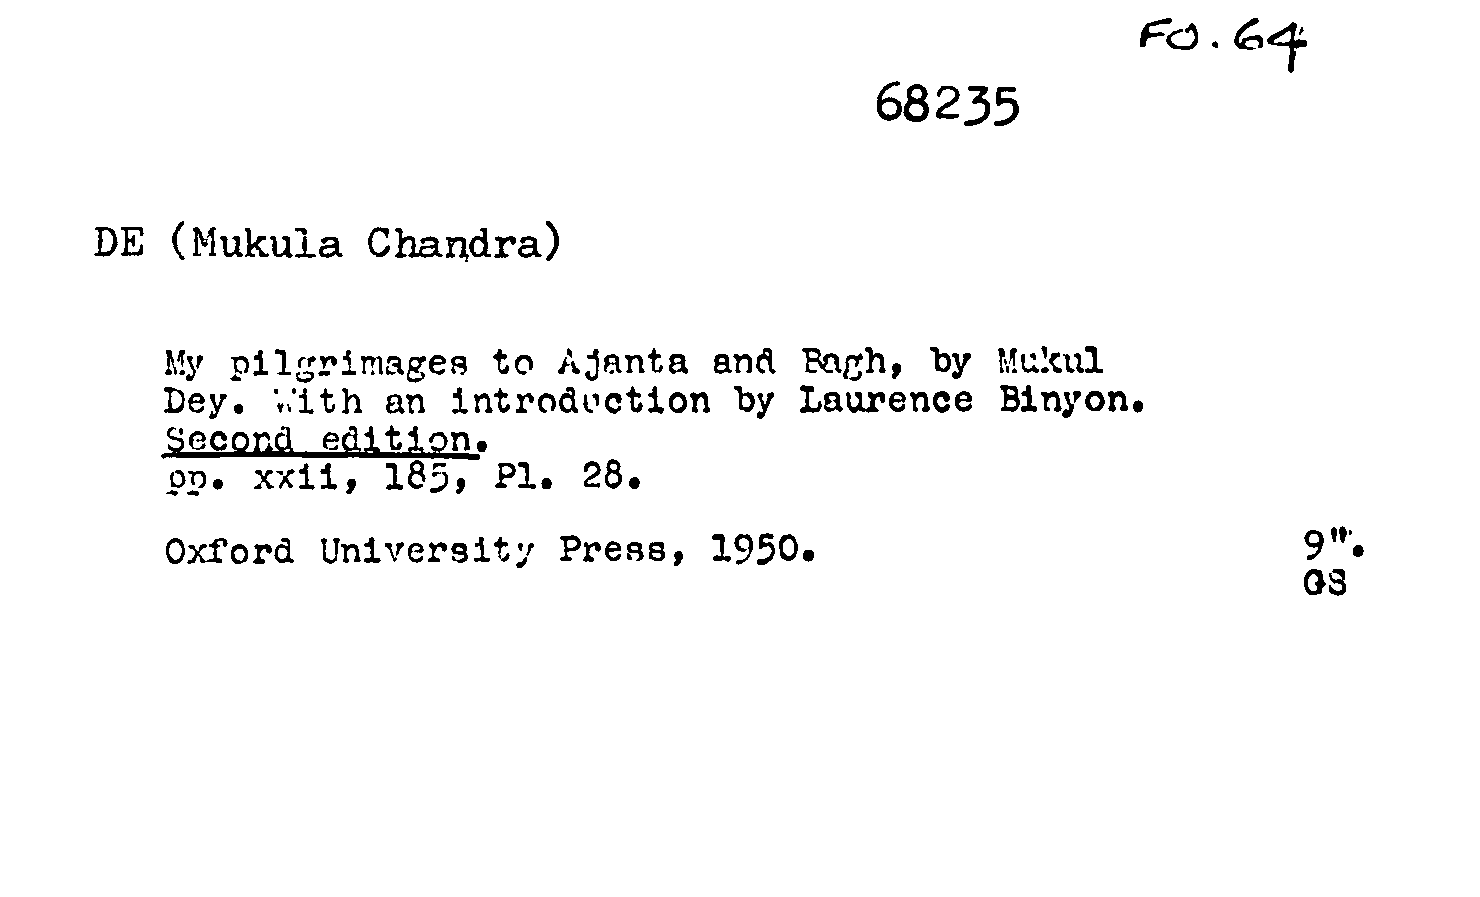 FO. 64
68235
DE (Mukula Chandra)
My pilgrimages to Ajanta and Bagh, by Mukul
Dey. With an introduction by Laurence Binyon.
Second edition.
pp. xxii, 185, Pl. 28.
Oxford University Press, 1950. 9".
GS